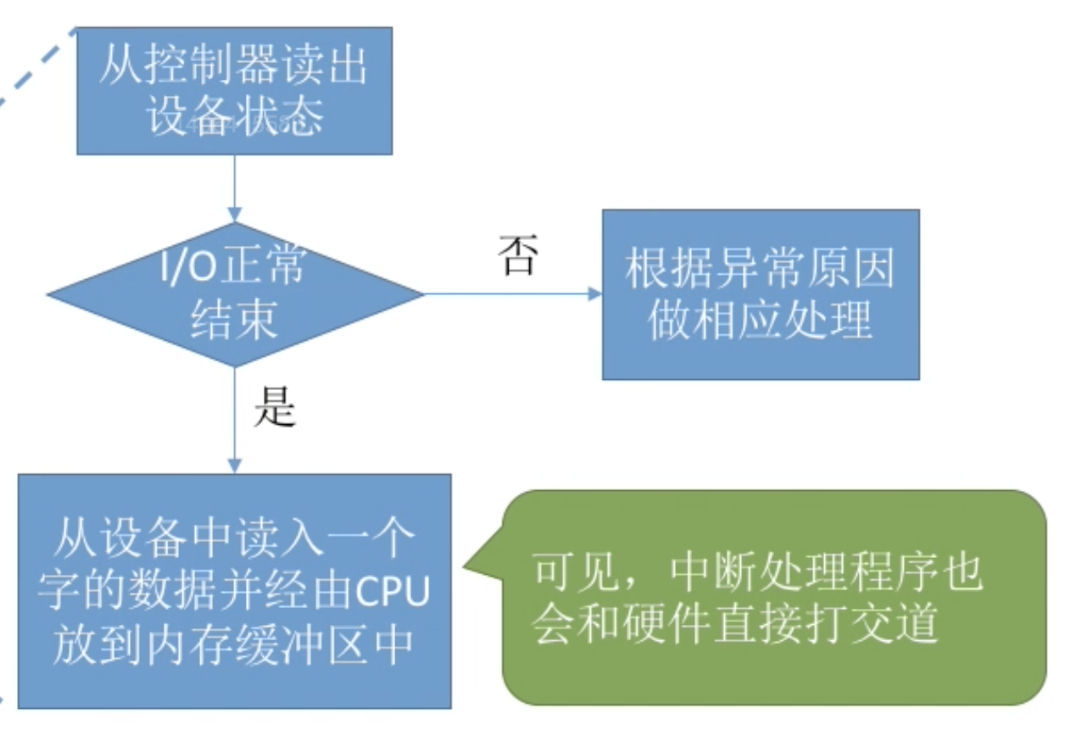 从控制器读出
设备状态
I/O正常
结束
否
根据异常原因
做相应处理
是
从设备中读入一个
字的数据并经由CPU
放到内存缓冲区中
可见，中断处理程序也
会和硬件直接打交道